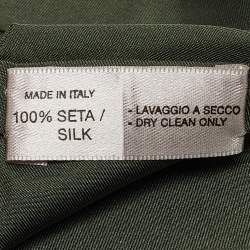 MADE IN ITALY
100% SETA /
SILK
- LAVAGGIO A SECCO
- DRY CLEAN ONLY